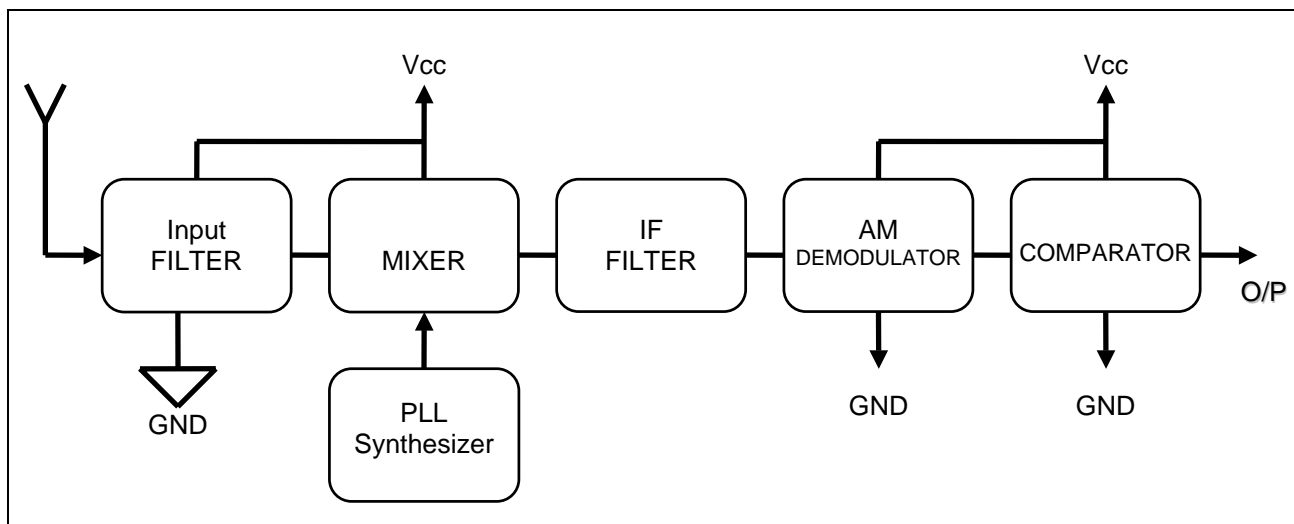 Vcc
Vcc
Input
FILTER
MIXER
IF
FILTER
AM
DEMODULATOR
COMPARATOR
O/P
GND
PLL
Synthesizer
GND
GND